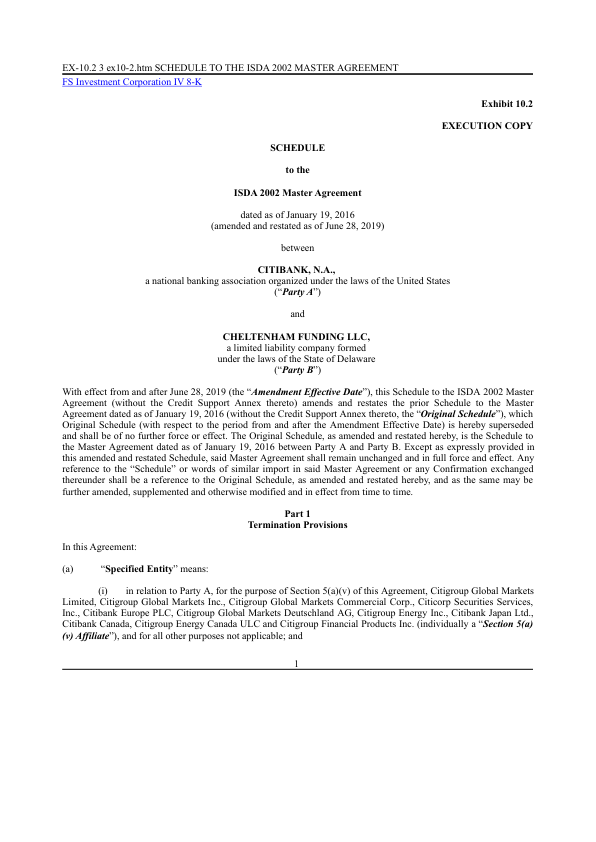 EX-10.2 3 ex10-2.htm SCHEDULE TO THE ISDA 2002 MASTER AGREEMENT
FS Investment Corporation IV 8-K
Exhibit 10.2
EXECUTION COPY
SCHEDULE
to the
ISDA 2002 Master Agreement
dated as of January 19, 2016
(amended and restated as of June 28, 2019)
between
CITIBANK, N.A.,
a national banking association organized under the laws of the United States
(“Party A”)
and
CHELTENHAM FUNDING LLC,
a limited liability company formed
under the laws of the State of Delaware
(“Party B”)
With effect from and after June 28, 2019 (the “Amendment Effective Date”), this Schedule to the ISDA 2002 Master
Agreement (without the Credit Support Annex thereto) amends and restates the prior Schedule to the Master
Agreement dated as of January 19, 2016 (without the Credit Support Annex thereto, the “Original Schedule”), which
Original Schedule (with respect to the period from and after the Amendment Effective Date) is hereby superseded
and shall be of no further force or effect. The Original Schedule, as amended and restated hereby, is the Schedule to
the Master Agreement dated as of January 19, 2016 between Party A and Party B. Except as expressly provided in
this amended and restated Schedule, said Master Agreement shall remain unchanged and in full force and effect. Any
reference to the “Schedule” or words of similar import in said Master Agreement or any Confirmation exchanged
thereunder shall be a reference to the Original Schedule, as amended and restated hereby, and as the same may be
further amended, supplemented and otherwise modified and in effect from time to time.
Part 1
Termination Provisions
In this Agreement:
(a) “Specified Entity” means:
(i) in relation to Party A, for the purpose of Section 5(a)(v) of this Agreement, Citigroup Global Markets
Limited, Citigroup Global Markets Inc., Citigroup Global Markets Commercial Corp., Citicorp Securities Services,
Inc., Citibank Europe PLC, Citigroup Global Markets Deutschland AG, Citigroup Energy Inc., Citibank Japan Ltd.,
Citibank Canada, Citigroup Energy Canada ULC and Citigroup Financial Products Inc. (individually a “Section 5(a)
(v) Affiliate”), and for all other purposes not applicable; and
1